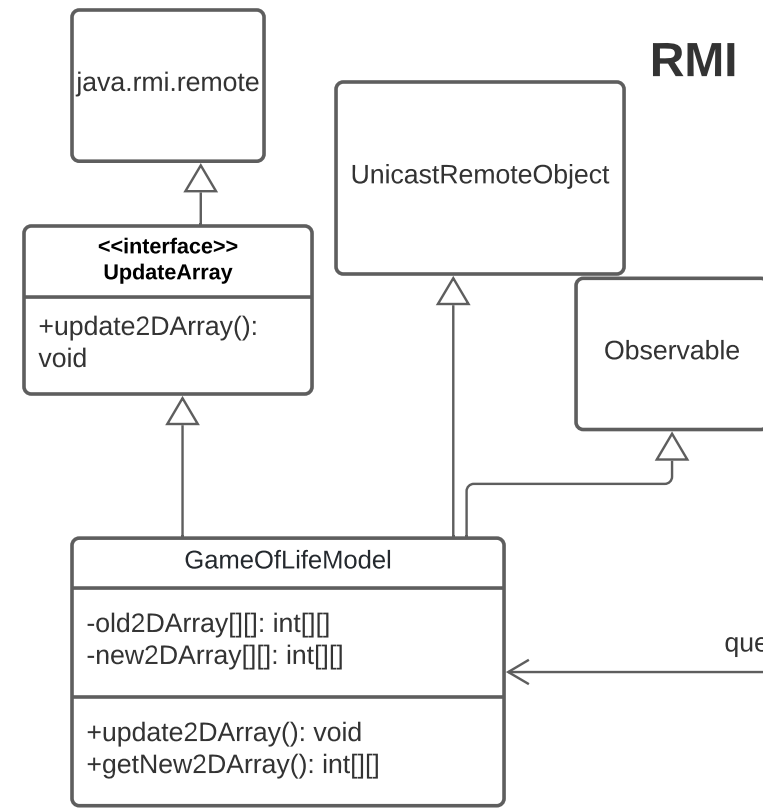 RMI
java.rmi.remote
UnicastRemoteObject
<<interface>>
UpdateArray
+update2DArray():
void
Observable
GameOfLifeModel
-old2DArray[][]: int[][]
-new2DArray[][]: int[][]
que
+update2DArray(): void
+getNew2DArray(): int[][]